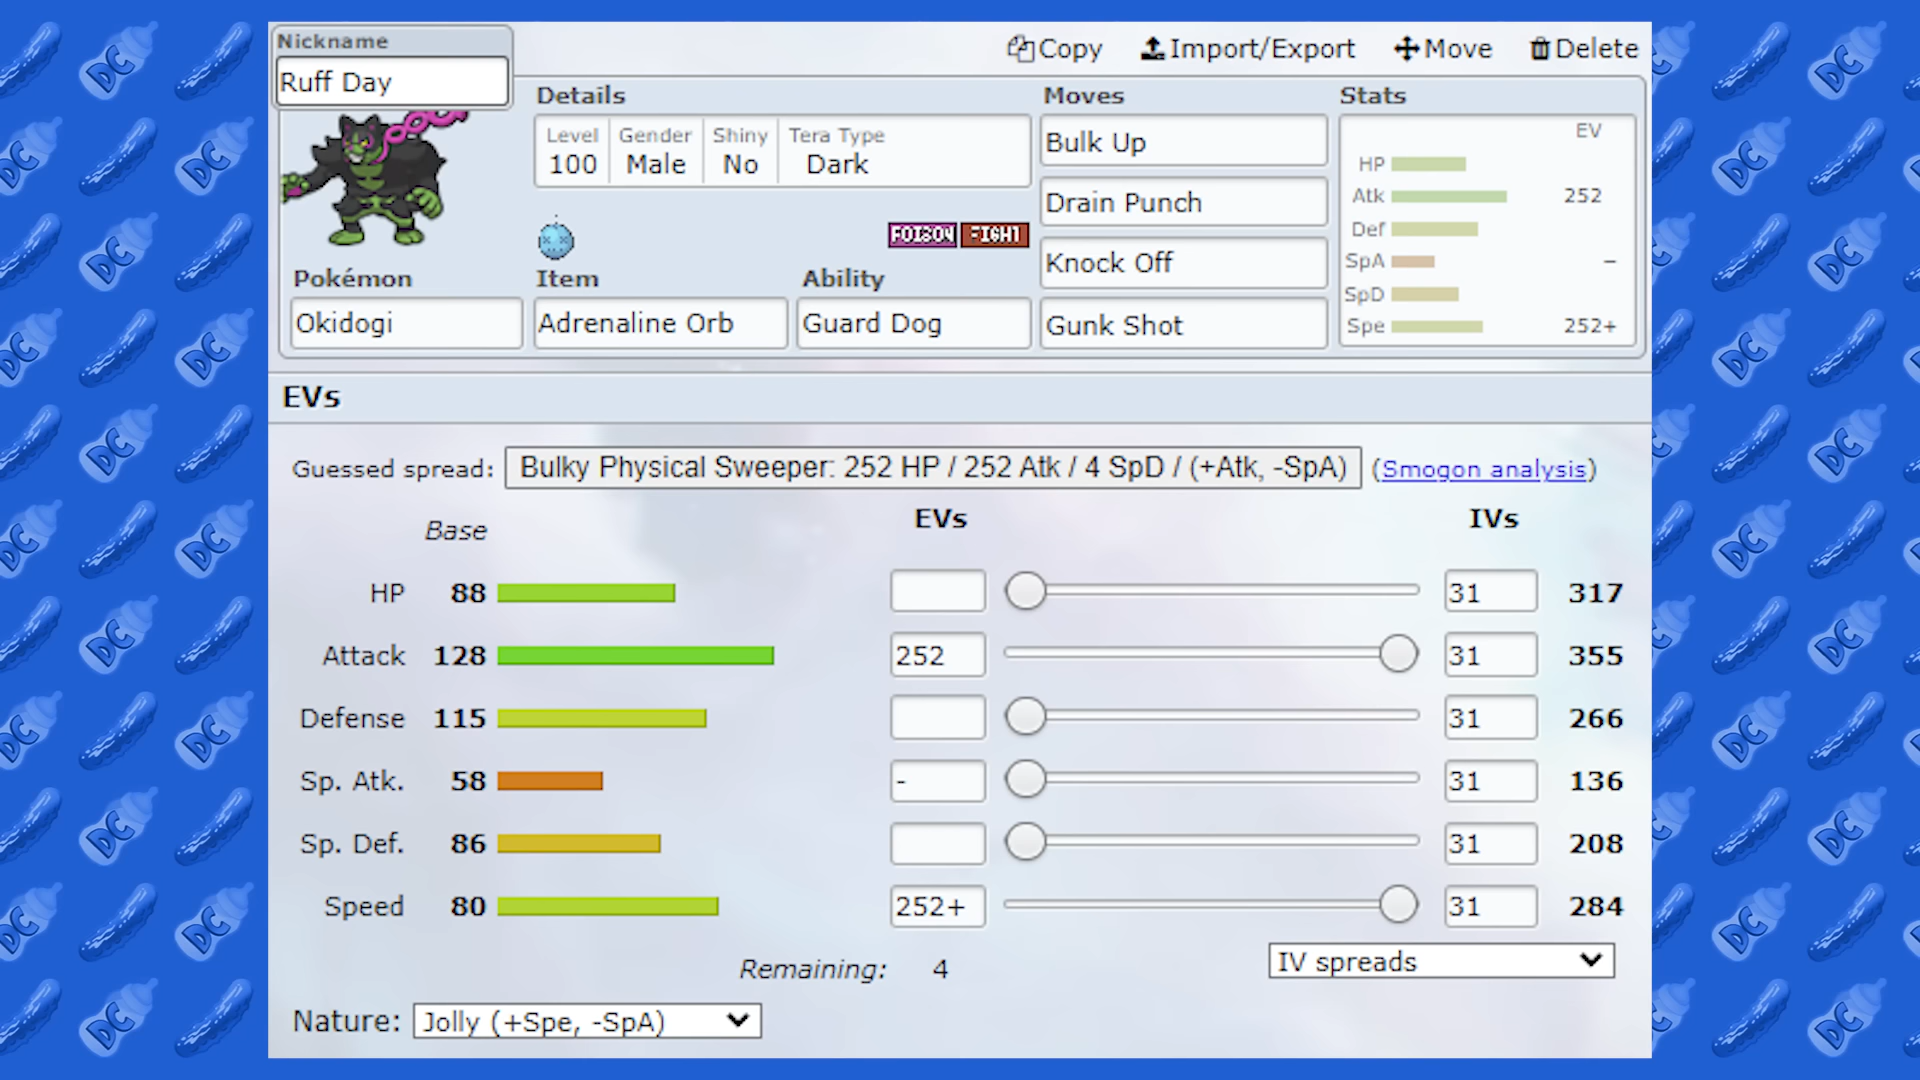 Nickname
Ruff Day
Copy Import/Export Move Delete
Details
Moves
Stats
Level Gender Shiny Tera Type
100 Male No Dark
POISON FIGHT
Pokémon
Okidogi
Item
Adrenaline Orb
Ability
Guard Dog
Bulk Up
Drain Punch
Knock Off
Gunk Shot
EV
HP
Atk 252
Def
SpA –
SpD
Spe 252+
EVs
Guessed spread: Bulky Physical Sweeper: 252 HP / 252 Atk / 4 SpD / (+Atk, -SpA) (Smogon analysis)
Base EVs IVs
HP 88 31 317
Attack 128 252 31 355
Defense 115 31 266
Sp. Atk. 58 - 31 136
Sp. Def. 86 31 208
Speed 80 252+ 31 284
Remaining: 4
IV spreads
Nature: Jolly (+Spe, -SpA)
DC